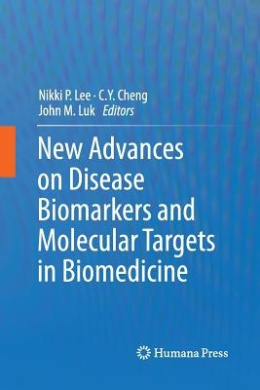 Nikki P. Lee · C.Y. Cheng
John M. Luk Editors
New Advances
on Disease
Biomarkers and
Molecular Targets
in Biomedicine
Humana Press